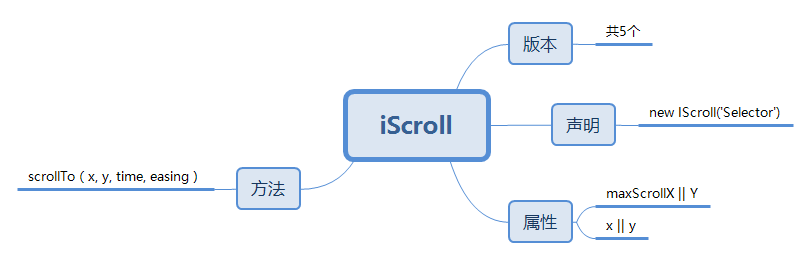 iScroll
版本
共5个
声明
new IScroll('Selector')
属性
maxScrollX || Y
x || y
方法
scrollTo ( x, y, time, easing )